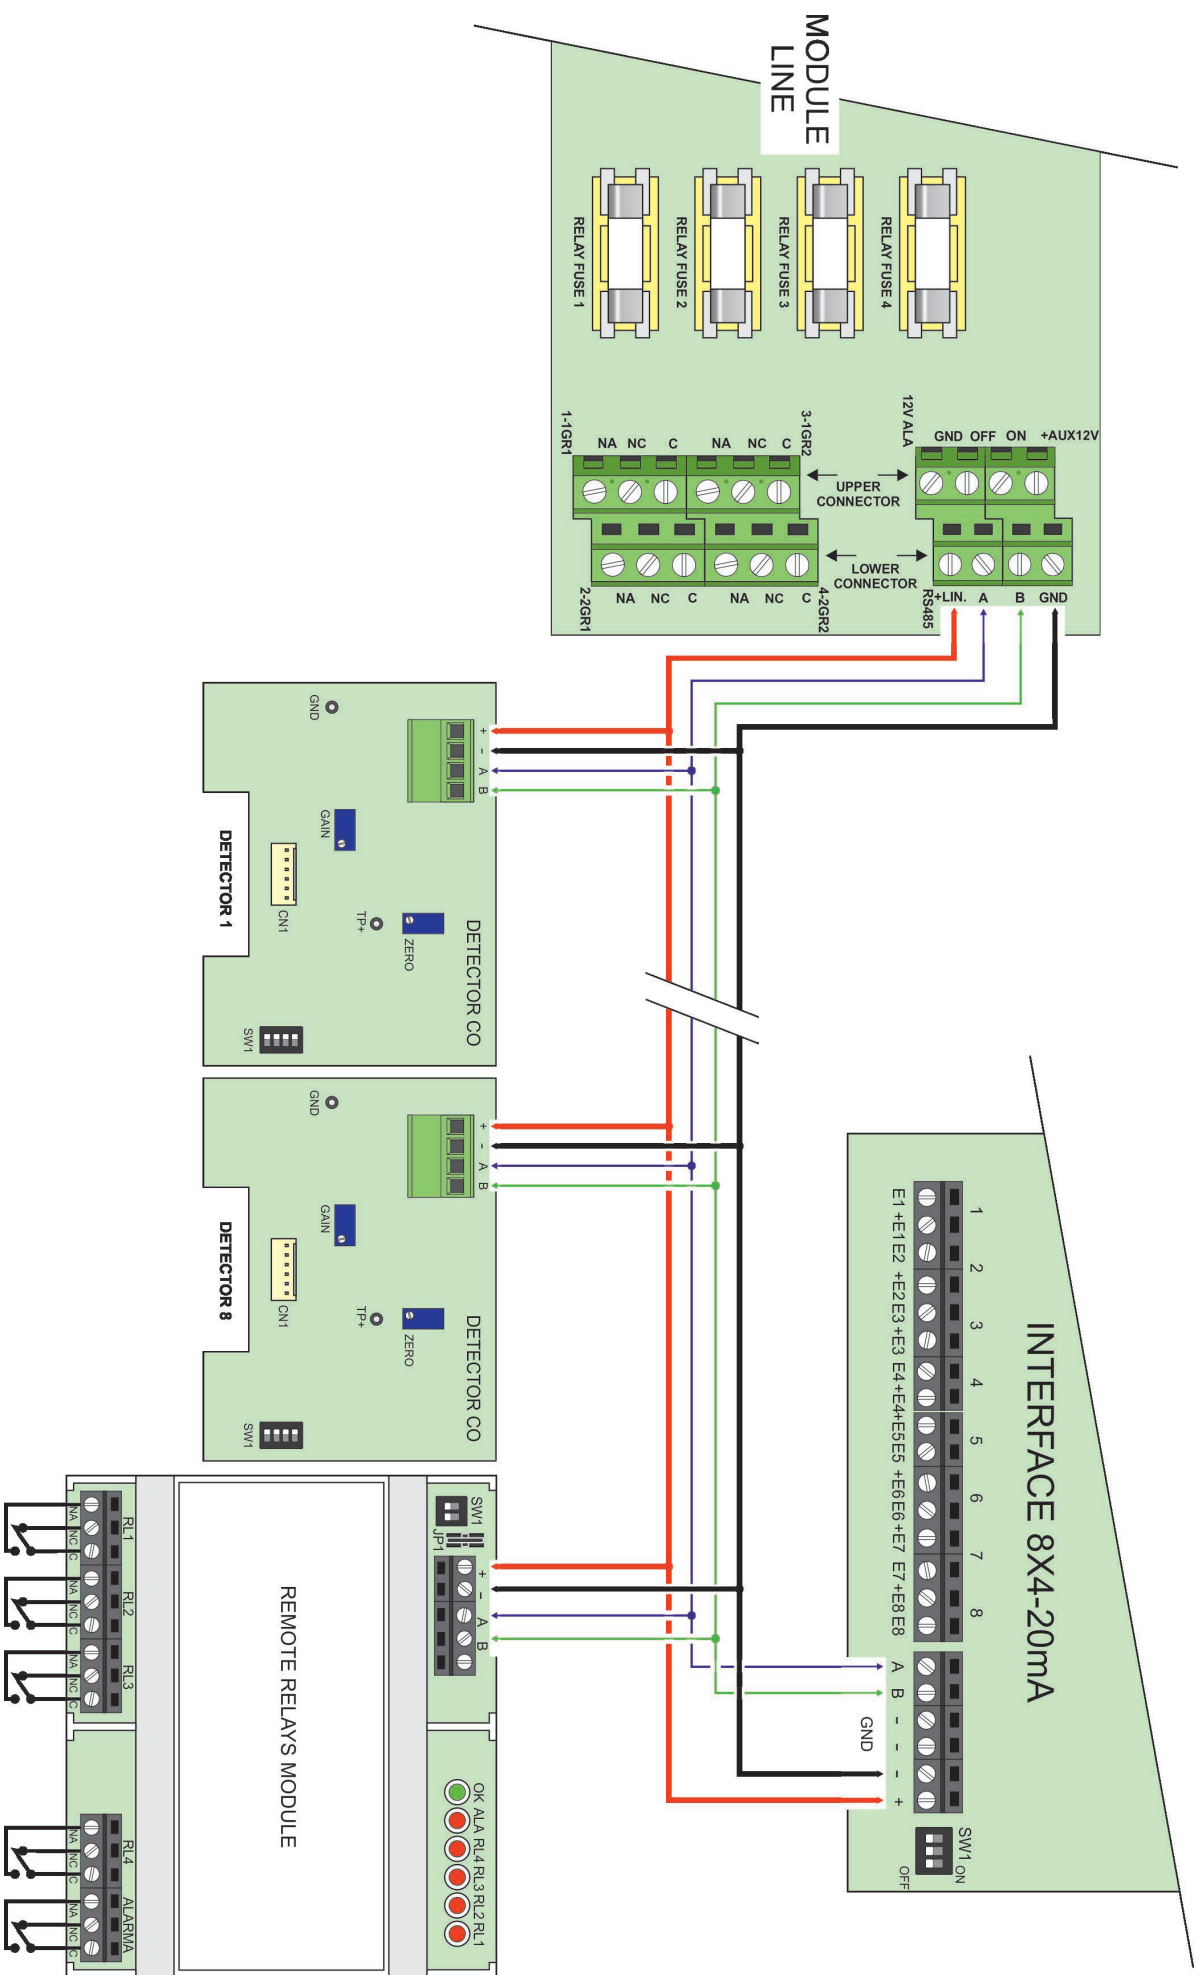 MODULE
LINE
RELAY FUSE 1
RELAY FUSE 2
RELAY FUSE 3
RELAY FUSE 4
1-1GR1
NA NC C
NA NC C
3-1GR2
12V ALA
GND OFF ON +AUX12V
UPPER
CONNECTOR
LOWER
CONNECTOR
2-2GR1
NA NC C
NA NC C
4-2GR2
RS485
+LIN. A B GND
GND
+ - A B
GAIN
CN1
TP+
ZERO
DETECTOR CO
DETECTOR 1
SW1
GND
+ - A B
GAIN
CN1
TP+
ZERO
DETECTOR CO
DETECTOR 8
SW1
INTERFACE 8X4-20mA
1 2 3 4 5 6 7 8
E1 +E1 E2 +E2 E3 +E3 E4 +E4 +E5 E5 +E6 E6 +E7 E7 +E8 E8
A B - - - +
GND
SW1
ON
OFF
SW1
JP1
+ - A B
REMOTE RELAYS MODULE
OK ALA RL4 RL3 RL2 RL1
RL1 RL2 RL3 RL4 ALARMA
NA NC C
NA NC C
NA NC C
NA NC C
NA NC C